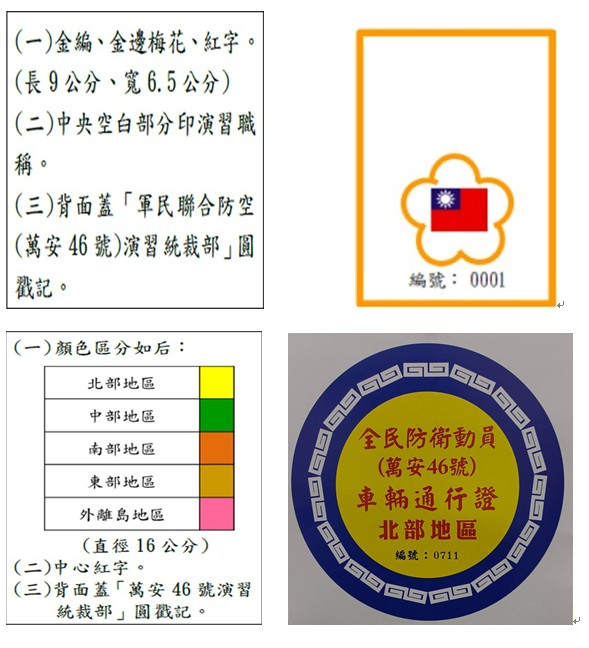 (一)金編、金邊梅花、紅字。
(長9公分、寬6.5公分)
(二)中央空白部分印演習職
稱。
(三)背面蓋「軍民聯合防空
(萬安46號)演習統裁部」圓
戳記。
編號： 0001
(一)顏色區分如后：
北部地區
中部地區
南部地區
東部地區
外離島地區
(直徑16公分)
(二)中心紅字。
(三)背面蓋「萬安 46 號演習
統裁部」圓戳記。
全民防衛動員
(萬安46號)
車輛通行證
北部地區
編號：0711